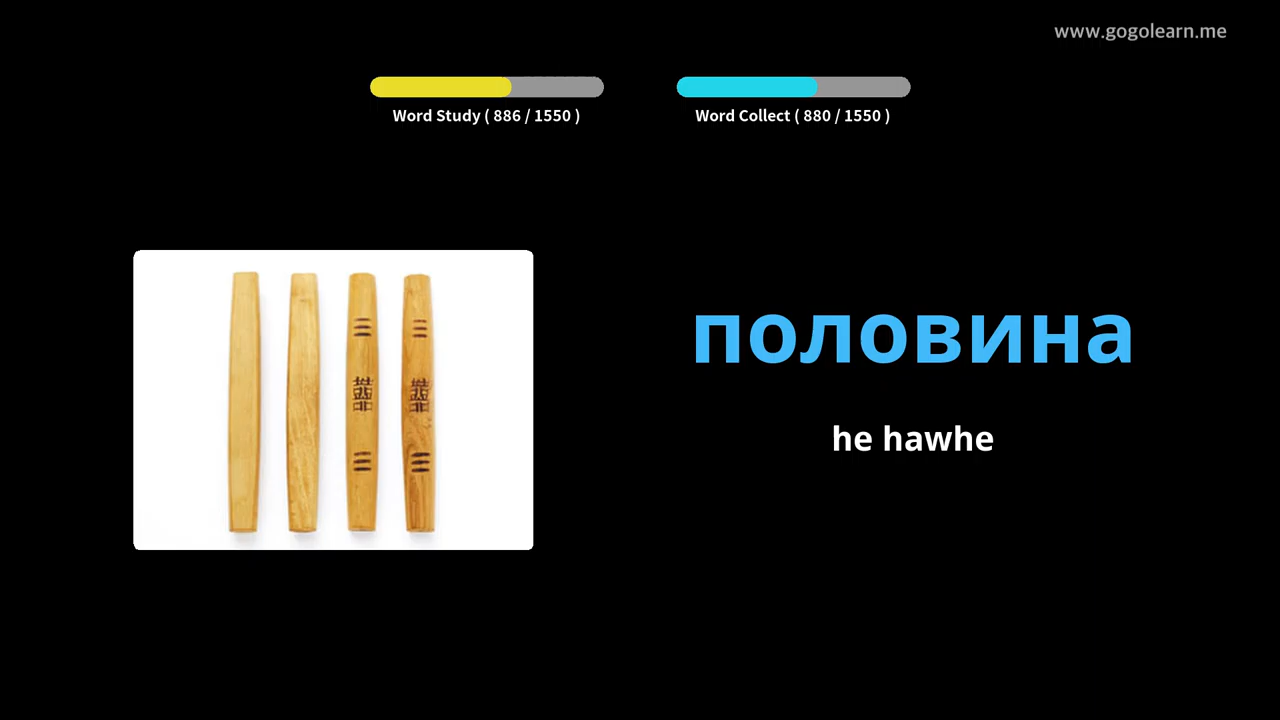 www.gogolearn.me
Word Study ( 886 / 1550 )
Word Collect ( 880 / 1550 )
половина
he hawhe